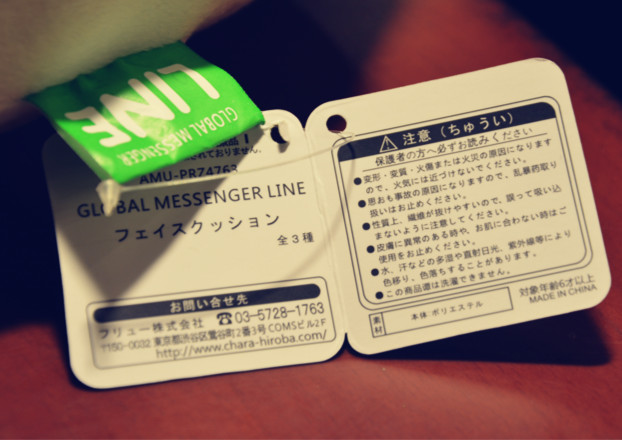 LINE
GLOBAL MESSENGER
されておりません。
AMU-PRZ4763
GLOBAL MESSENGER LINE
フェイスクッション
全3種
お問い合せ先
フリュー株式会社 ☎03-5728-1763
〒150-0032 東京都渋谷区鶯谷町2番3号 COMSビル2F
http://www.chara-hiroba.com/
⚠注意(ちゅうい)
保護者の方へ必ずお読みください
●変形・変質・火傷または火災の原因になります
ので、火気には近づけないでください。
●思わぬ事故の原因になりますので、乱暴な取り
扱いはお止めください。
●性質上、繊維が抜けやすいので、誤って吸い込
まないように注意してください。
●皮膚に異常のある時や、お肌に合わない時はご
使用をお止めください。
●水、汗などの多湿や直射日光、紫外線等により
色移り、色落ちすることがあります。
●この商品は洗濯できません。
素材 本体:ポリエステル
対象年齢6才以上
MADE IN CHINA